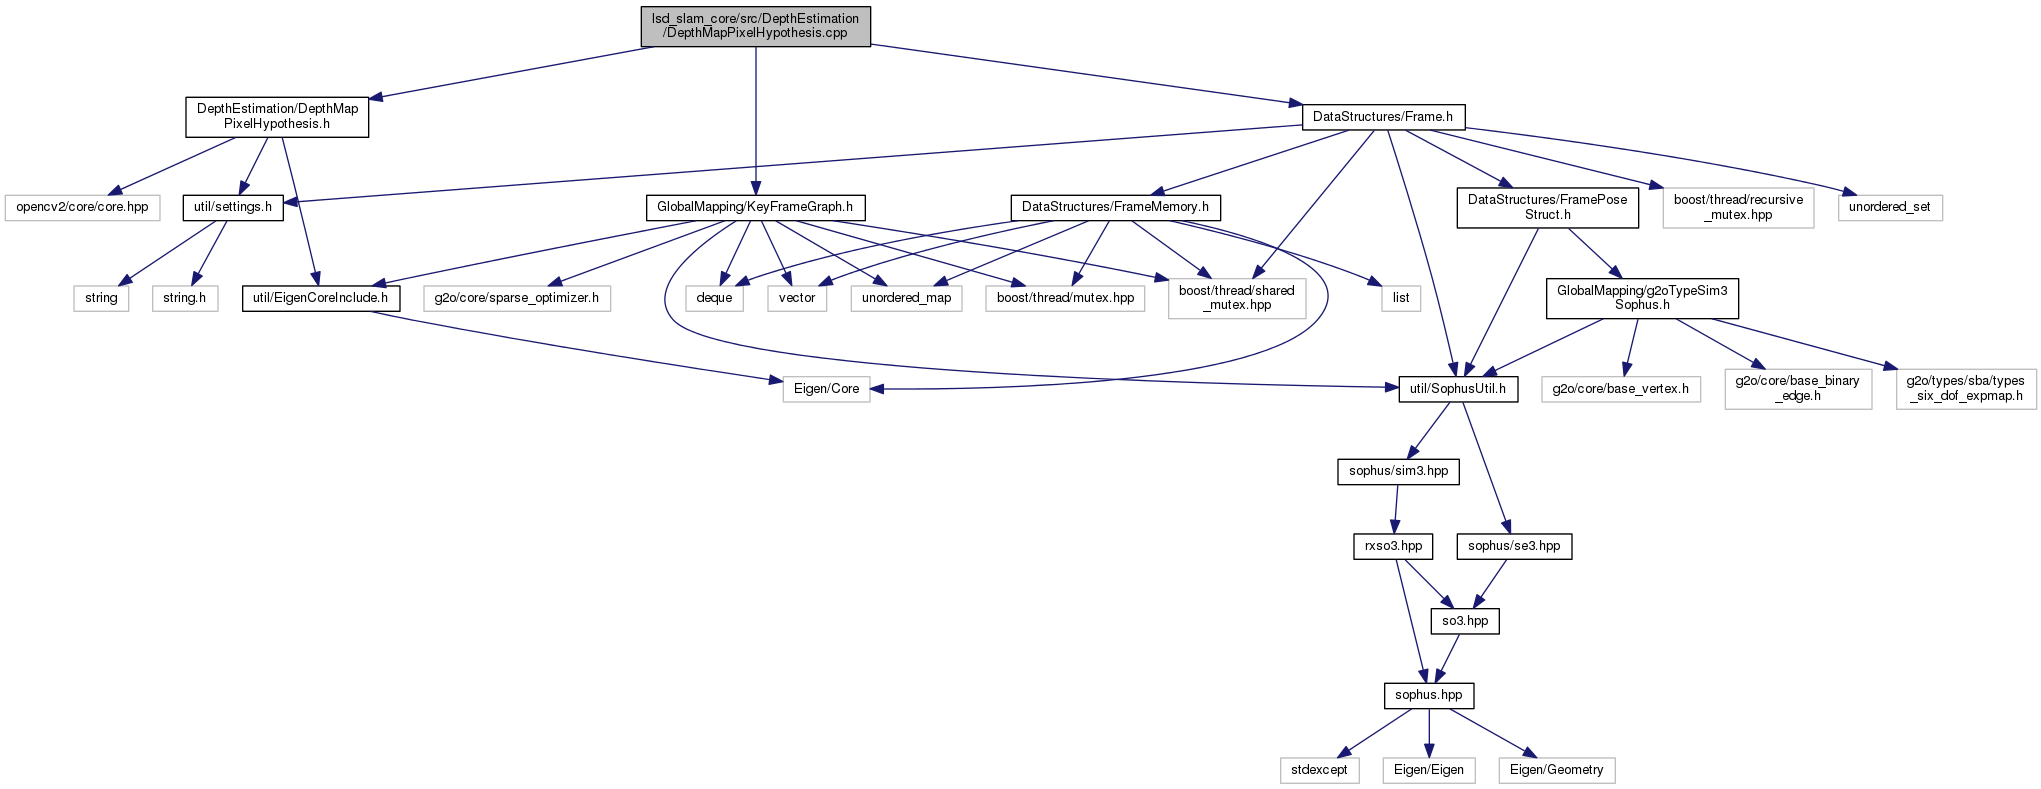 lsd_slam_core/src/DepthEstimation
/DepthMapPixelHypothesis.cpp
DepthEstimation/DepthMap
PixelHypothesis.h
DataStructures/Frame.h
opencv2/core/core.hpp
util/settings.h
GlobalMapping/KeyFrameGraph.h
DataStructures/FrameMemory.h
DataStructures/FramePose
Struct.h
boost/thread/recursive
_mutex.hpp
unordered_set
string
string.h
util/EigenCoreInclude.h
g2o/core/sparse_optimizer.h
deque
vector
unordered_map
boost/thread/mutex.hpp
boost/thread/shared
_mutex.hpp
list
GlobalMapping/g2oTypeSim3
Sophus.h
Eigen/Core
util/SophusUtil.h
g2o/core/base_vertex.h
g2o/core/base_binary
_edge.h
g2o/types/sba/types
_six_dof_expmap.h
sophus/sim3.hpp
rxso3.hpp
sophus/se3.hpp
so3.hpp
sophus.hpp
stdexcept
Eigen/Eigen
Eigen/Geometry